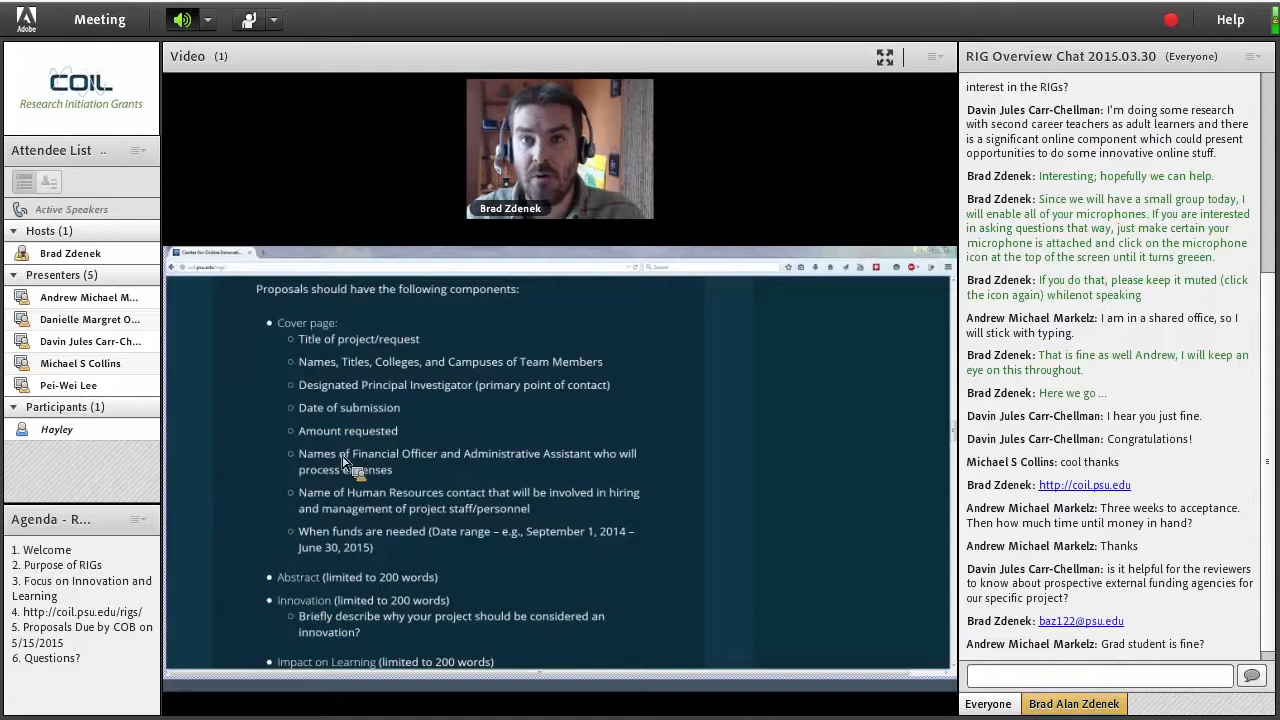 Adobe
Meeting
Help
COIL
Research Initiation Grants
Attendee List ..
Active Speakers
Hosts (1)
Brad Zdenek
Presenters (5)
Andrew Michael M...
Danielle Margret O...
Davin Jules Carr-Ch...
Michael S Collins
Pei-Wei Lee
Participants (1)
Hayley
Agenda - R...
1. Welcome
2. Purpose of RIGs
3. Focus on Innovation and
Learning
4. http://coil.psu.edu/rigs/
5. Proposals Due by COB on
5/15/2015
6. Questions?
Video (1)
Brad Zdenek
Center for Online Innovat...
coil.psu.edu/rigs/
Search
Proposals should have the following components:
Cover page:
Title of project/request
Names, Titles, Colleges, and Campuses of Team Members
Designated Principal Investigator (primary point of contact)
Date of submission
Amount requested
Names of Financial Officer and Administrative Assistant who will
process expenses
Name of Human Resources contact that will be involved in hiring
and management of project staff/personnel
When funds are needed (Date range – e.g., September 1, 2014 –
June 30, 2015)
Abstract (limited to 200 words)
Innovation (limited to 200 words)
Briefly describe why your project should be considered an
innovation?
Impact on Learning (limited to 200 words)
RIG Overview Chat 2015.03.30 (Everyone)
interest in the RIGs?
Davin Jules Carr-Chellman: I'm doing some research
with second career teachers as adult learners and there
is a significant online component which could present
opportunities to do some innovative online stuff.
Brad Zdenek: Interesting; hopefully we can help.
Brad Zdenek: Since we will have a small group today, I
will enable all of your microphones. If you are interested
in asking questions that way, just make certain your
microphone is attached and click on the microphone
icon at the top of the screen until it turns greeen.
Brad Zdenek: If you do that, please keep it muted (click
the icon again) whilenot speaking
Andrew Michael Markelz: I am in a shared office, so I
will stick with typing.
Brad Zdenek: That is fine as well Andrew, I will keep an
eye on this throughout.
Brad Zdenek: Here we go ...
Davin Jules Carr-Chellman: I hear you just fine.
Davin Jules Carr-Chellman: Congratulations!
Michael S Collins: cool thanks
Brad Zdenek: http://coil.psu.edu
Andrew Michael Markelz: Three weeks to acceptance.
Then how much time until money in hand?
Andrew Michael Markelz: Thanks
Davin Jules Carr-Chellman: is it helpful for the reviewers
to know about prospective external funding agencies for
our specific project?
Brad Zdenek: baz122@psu.edu
Andrew Michael Markelz: Grad student is fine?
Everyone
Brad Alan Zdenek